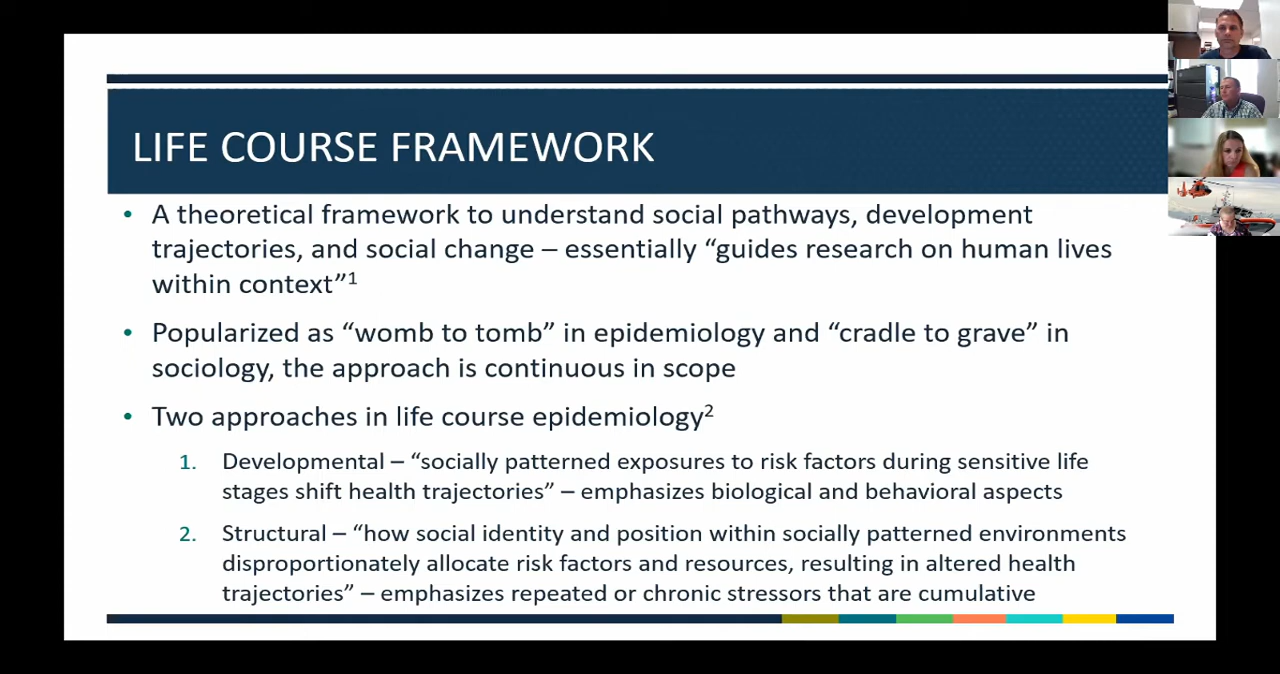 LIFE COURSE FRAMEWORK
• A theoretical framework to understand social pathways, development
trajectories, and social change – essentially “guides research on human lives
within context”1
• Popularized as “womb to tomb” in epidemiology and “cradle to grave” in
sociology, the approach is continuous in scope
• Two approaches in life course epidemiology2
1. Developmental – “socially patterned exposures to risk factors during sensitive life
stages shift health trajectories” – emphasizes biological and behavioral aspects
2. Structural – “how social identity and position within socially patterned environments
disproportionately allocate risk factors and resources, resulting in altered health
trajectories” – emphasizes repeated or chronic stressors that are cumulative